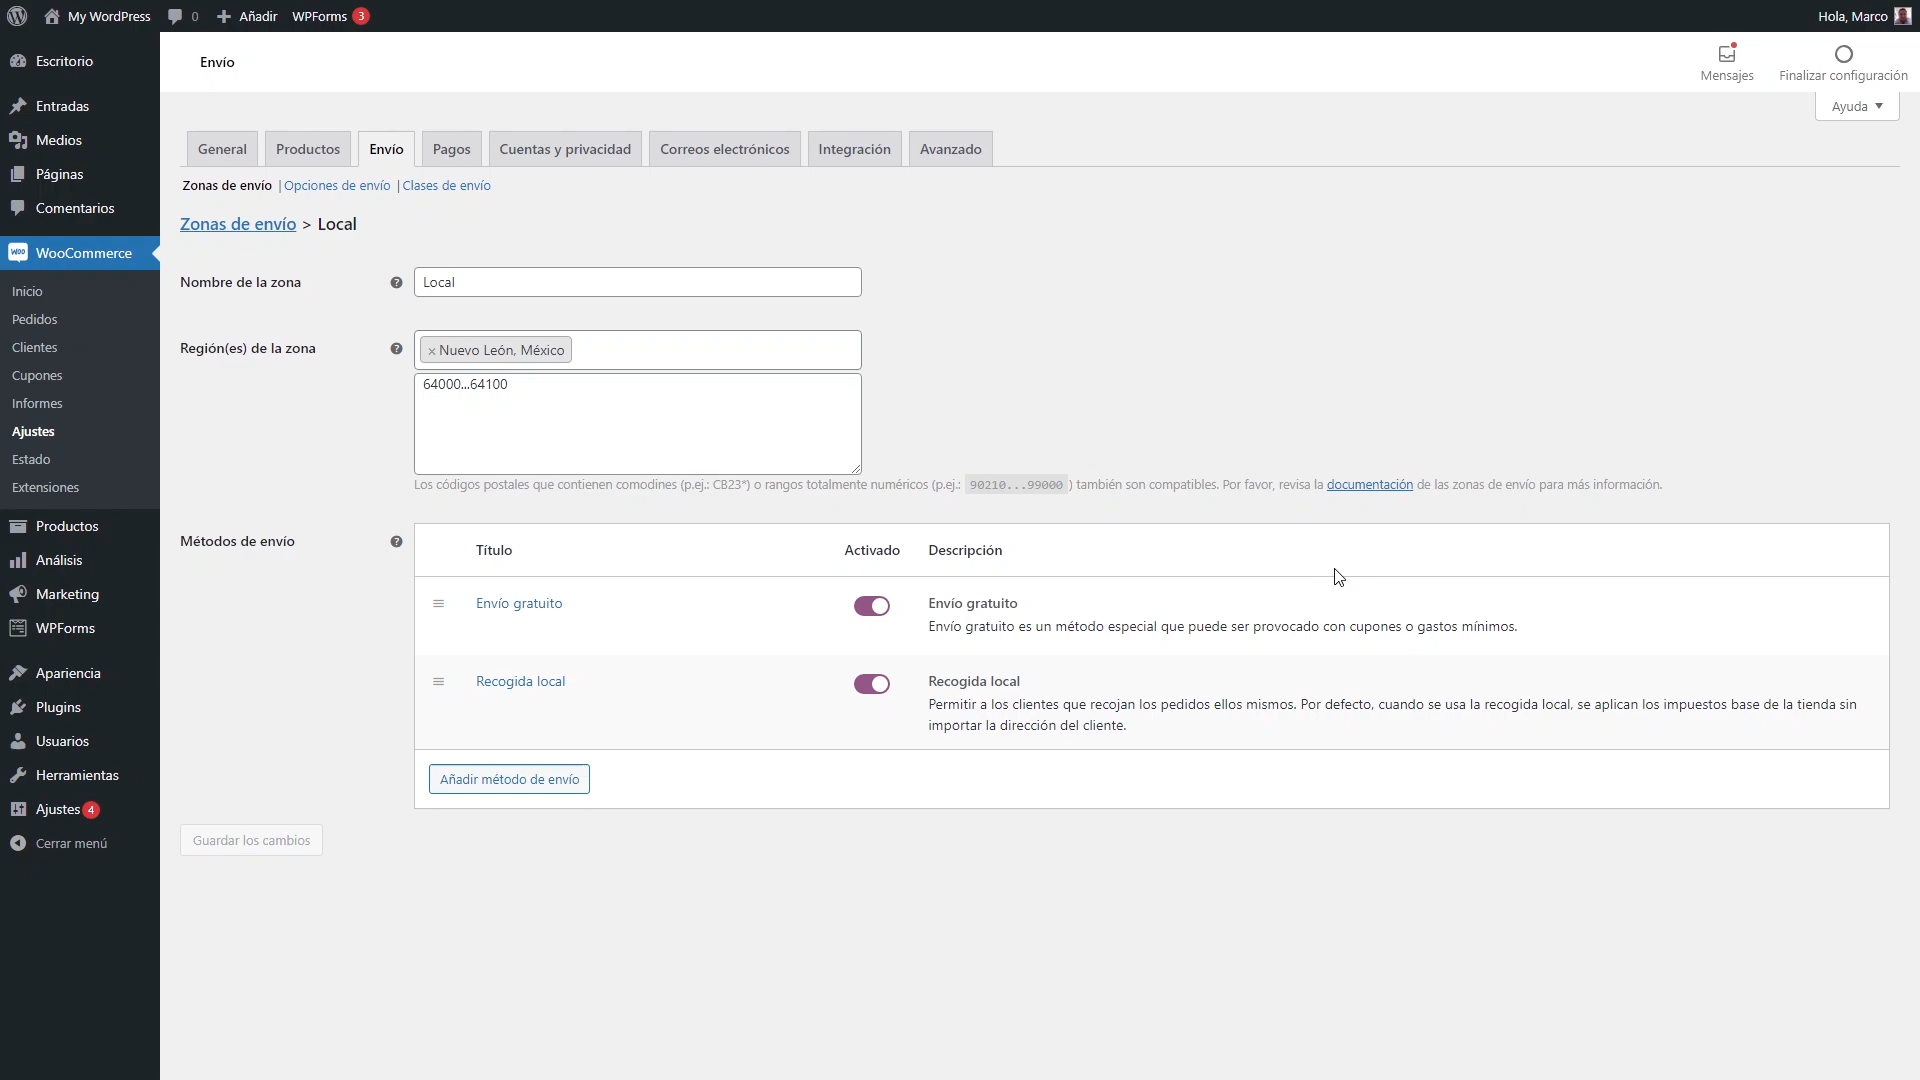 My WordPress 0 Añadir WPForms 3 Hola, Marco
Escritorio
Entradas
Medios
Páginas
Comentarios
WooCommerce
Inicio
Pedidos
Clientes
Cupones
Informes
Ajustes
Estado
Extensiones
Productos
Análisis
Marketing
WPForms
Apariencia
Plugins
Usuarios
Herramientas
Ajustes 4
Cerrar menú
Envío
Mensajes Finalizar configuración
Ayuda
General Productos Envío Pagos Cuentas y privacidad Correos electrónicos Integración Avanzado
Zonas de envío | Opciones de envío | Clases de envío
Zonas de envío > Local
Nombre de la zona ? Local
Región(es) de la zona ? × Nuevo León, México
64000...64100
Los códigos postales que contienen comodines (p.ej.: CB23*) o rangos totalmente numéricos (p.ej.: 90210...99000 ) también son compatibles. Por favor, revisa la documentación de las zonas de envío para más información.
Métodos de envío ?
Título Activado Descripción
Envío gratuito Envío gratuito
Envío gratuito es un método especial que puede ser provocado con cupones o gastos mínimos.
Recogida local Recogida local
Permitir a los clientes que recojan los pedidos ellos mismos. Por defecto, cuando se usa la recogida local, se aplican los impuestos base de la tienda sin
importar la dirección del cliente.
Añadir método de envío
Guardar los cambios